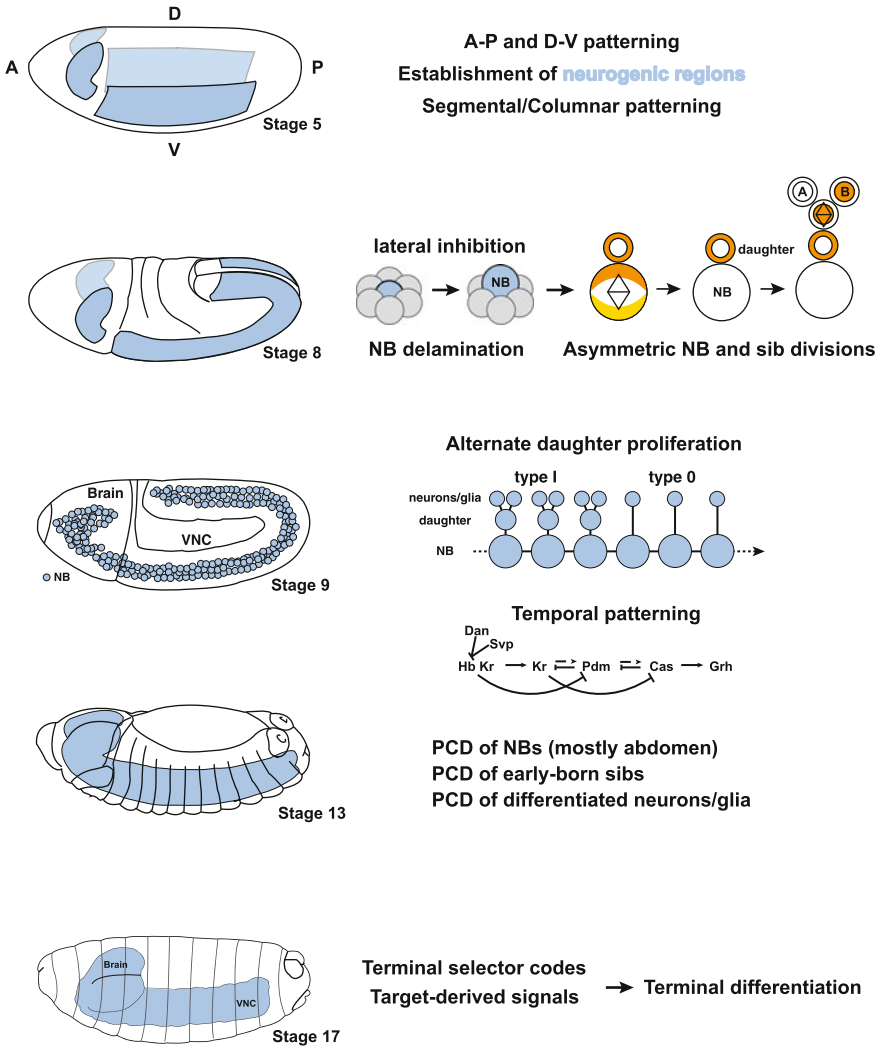 D
A
P
V
Stage 5
A-P and D-V patterning
Establishment of neurogenic regions
Segmental/Columnar patterning
Stage 8
lateral inhibition
NB
NB delamination
A
B
daughter
NB
Asymmetric NB and sib divisions
Brain
VNC
NB
Stage 9
Alternate daughter proliferation
type I
type 0
neurons/glia
daughter
NB
Temporal patterning
Dan
Svp
Hb Kr Kr Pdm Cas Grh
Stage 13
PCD of NBs (mostly abdomen)
PCD of early-born sibs
PCD of differentiated neurons/glia
Brain
VNC
Stage 17
Terminal selector codes
Target-derived signals
Terminal differentiation